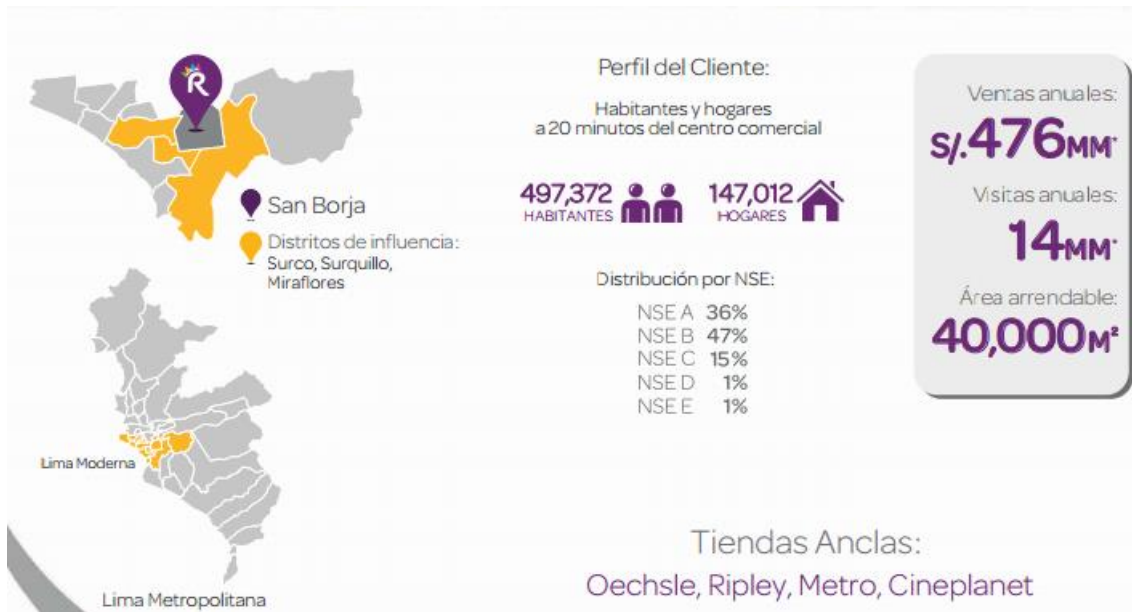 R
San Borja
Distritos de influencia:
Surco, Surquillo,
Miraflores
Lima Moderna
Lima Metropolitana
Perfil del Cliente:
Habitantes y hogares
a 20 minutos del centro comercial
497,372
HABITANTES
147,012
HOGARES
Distribución por NSE:
NSE A 36%
NSE B 47%
NSE C 15%
NSE D 1%
NSE E 1%
Ventas anuales:
S/.476MM*
Visitas anuales:
14MM*
Área arrendable:
40,000M²
Tiendas Anclas:
Oechsle, Ripley, Metro, Cineplanet